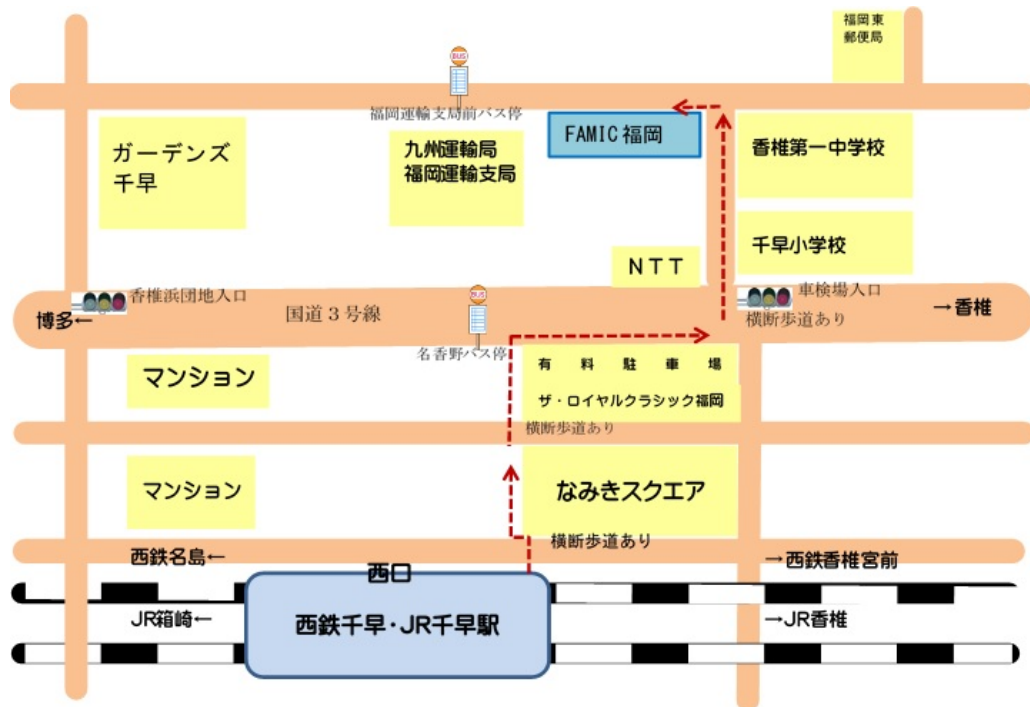 福岡東
郵便局
BUS
福岡運輸支局前バス停
ガーデンズ
千早
九州運輸局
福岡運輸支局
FAMIC福岡
香椎第一中学校
千早小学校
NTT
香椎浜団地入口
車検場入口
博多←
国道3号線
BUS
横断歩道あり
→香椎
名香野バス停
マンション
有料駐車場
ザ・ロイヤルクラシック福岡
横断歩道あり
マンション
なみきスクエア
横断歩道あり
西鉄名島←
→西鉄香椎宮前
西口
JR箱崎←
西鉄千早・JR千早駅
→JR香椎